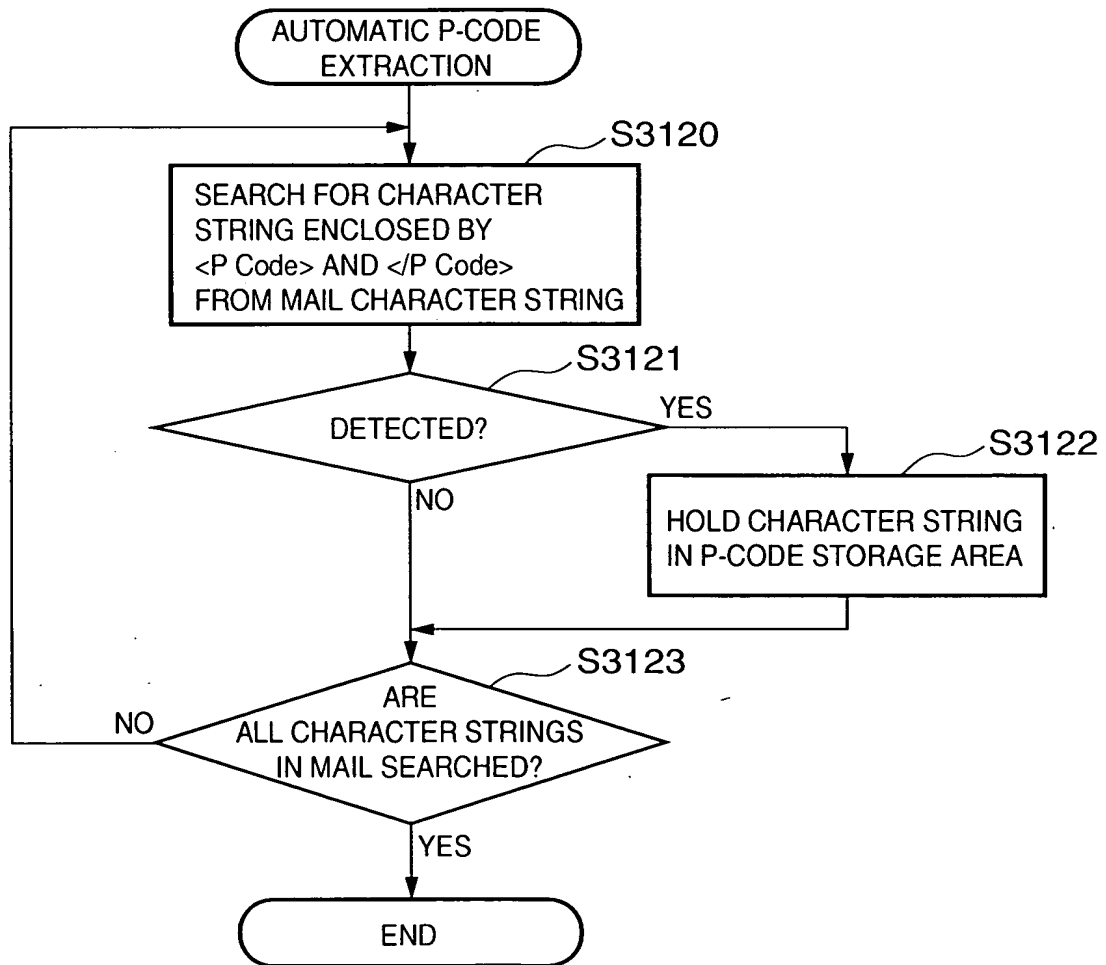 AUTOMATIC P-CODE
EXTRACTION
S3120
SEARCH FOR CHARACTER
STRING ENCLOSED BY
<P Code> AND </P Code>
FROM MAIL CHARACTER STRING
S3121
DETECTED?
YES
S3122
NO
HOLD CHARACTER STRING
IN P-CODE STORAGE AREA
S3123
ARE
ALL CHARACTER STRINGS
IN MAIL SEARCHED?
NO
YES
END